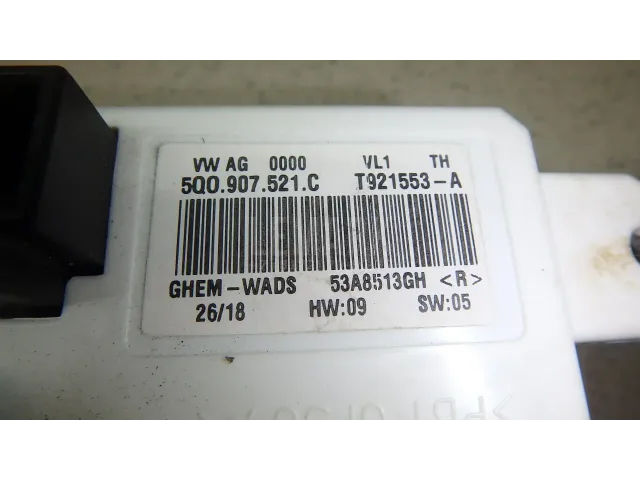 VW AG 0000 VL1 TH
5Q0.907.521.C T921553-A
GHEM-WADS 53A8513GH <R>
26/18 HW:09 SW:05